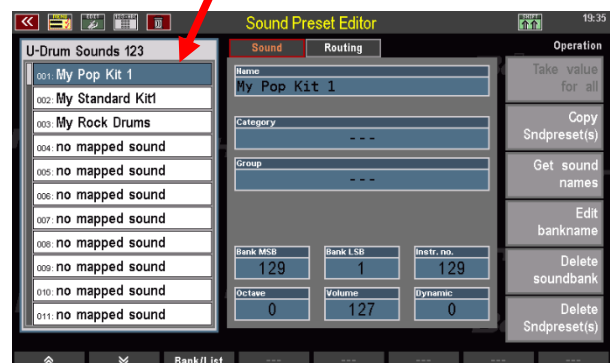 MENU EDIT SHIFT
Sound Preset Editor
19:35
U-Drum Sounds 123
Sound Routing
Operation
001: My Pop Kit 1
002: My Standard Kit1
003: My Rock Drums
004: no mapped sound
005: no mapped sound
006: no mapped sound
007: no mapped sound
008: no mapped sound
009: no mapped sound
010: no mapped sound
011: no mapped sound
Name
My Pop Kit 1
Category
---
Group
---
Bank MSB Bank LSB Instr. no.
129 1 129
Octave Volume Dynamic
0 127 0
Take value
for all
Copy
Sndpreset(s)
Get sound
names
Edit
bankname
Delete
soundbank
Delete
Sndpreset(s)
Bank/List --- --- --- --- ---